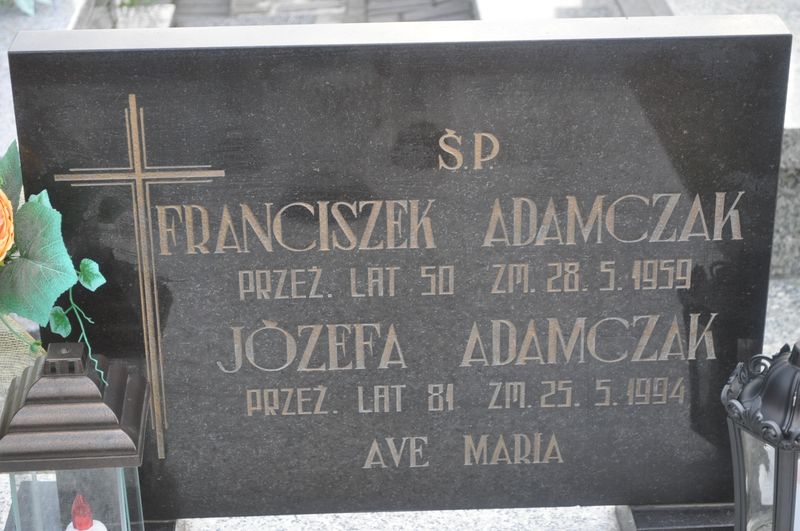 Ś.P.
FRANCISZEK ADAMCZAK
PRZEŻ. LAT 50 ZM. 28. 5. 1959
JÓZEFA ADAMCZAK
PRZEŻ. LAT 81 ZM. 25. 5. 1994
AVE MARIA